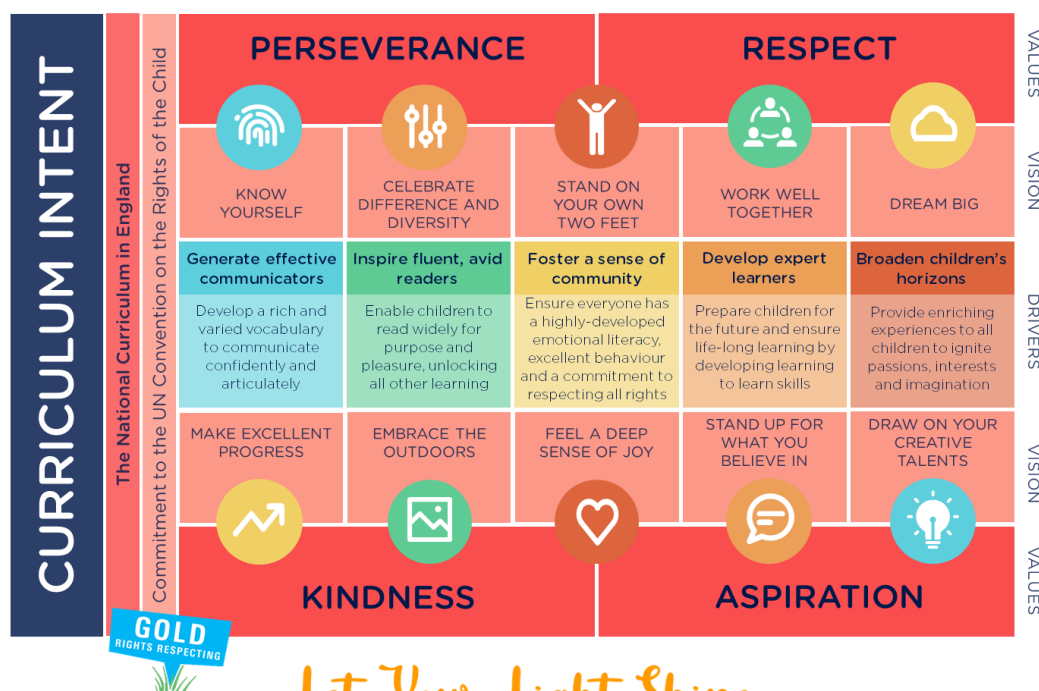 CURRICULUM INTENT
The National Curriculum in England
Commitment to the UN Convention on the Rights of the Child
PERSEVERANCE
RESPECT
VALUES
KNOW
YOURSELF
CELEBRATE
DIFFERENCE AND
DIVERSITY
STAND ON
YOUR OWN
TWO FEET
WORK WELL
TOGETHER
DREAM BIG
VISION
Generate effective
communicators
Develop a rich and
varied vocabulary
to communicate
confidently and
articulately
Inspire fluent, avid
readers
Enable children to
read widely for
purpose and
pleasure, unlocking
all other learning
Foster a sense of
community
Ensure everyone has
a highly-developed
emotional literacy,
excellent behaviour
and a commitment to
respecting all rights
Develop expert
learners
Prepare children for
the future and ensure
life-long learning by
developing learning
to learn skills
Broaden children's
horizons
Provide enriching
experiences to all
children to ignite
passions, interests
and imagination
DRIVERS
MAKE EXCELLENT
PROGRESS
EMBRACE THE
OUTDOORS
FEEL A DEEP
SENSE OF JOY
STAND UP FOR
WHAT YOU
BELIEVE IN
DRAW ON YOUR
CREATIVE
TALENTS
VISION
KINDNESS
ASPIRATION
VALUES
GOLD
RIGHTS RESPECTING
Let Your Light Shine